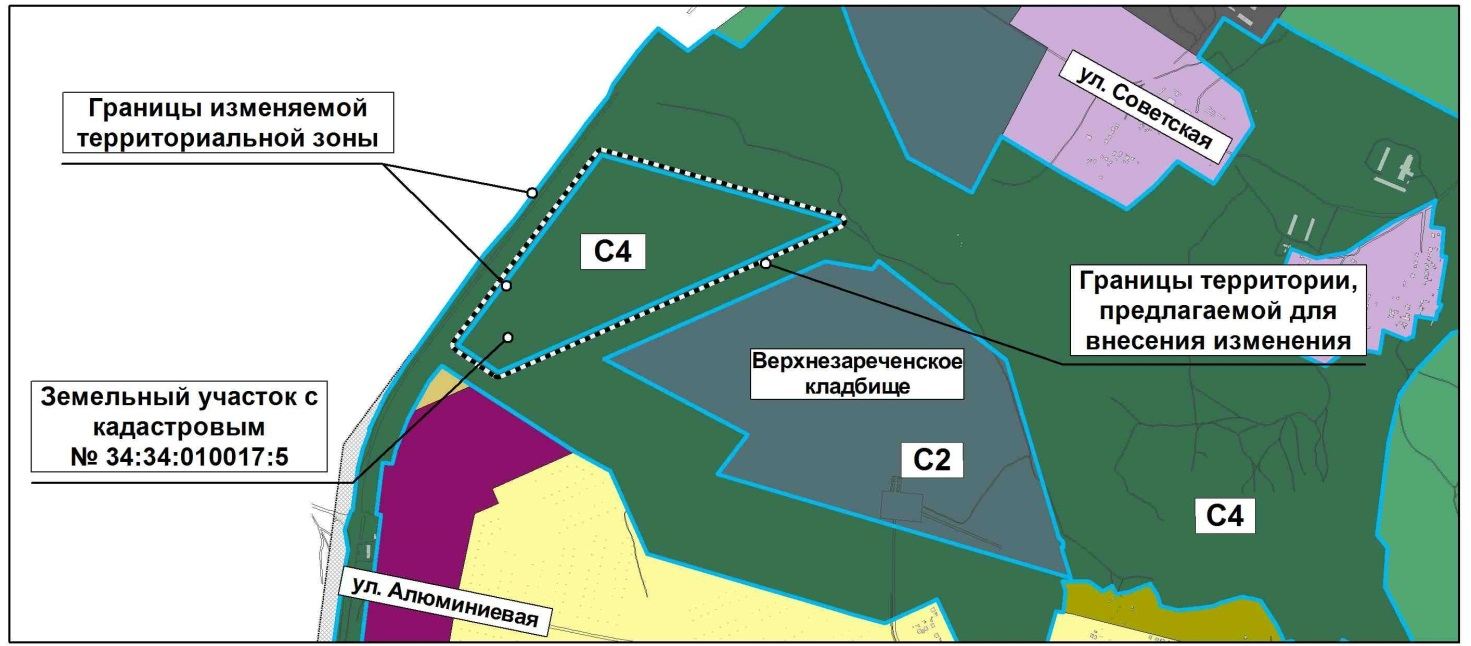 Границы изменяемой
территориальной зоны
ул. Советская
С4
Границы территории,
предлагаемой для
внесения изменения
Верхнезареченское
кладбище
Земельный участок с
кадастровым
№ 34:34:010017:5
С2
С4
ул. Алюминиевая